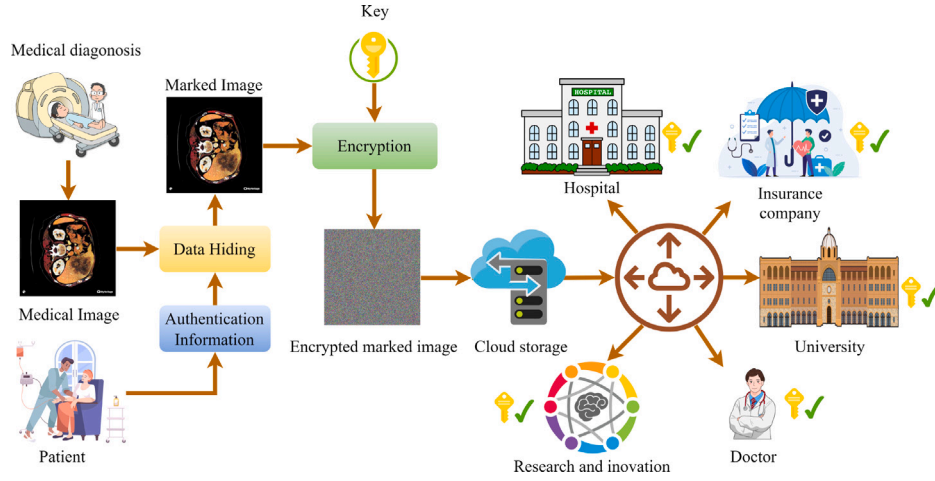 Key
Medical diagonosis
Marked Image
Encryption
HOSPITAL
Hospital
Insurance
company
Data Hiding
Medical Image
Authentication
Information
Encrypted marked image
Cloud storage
University
Patient
Research and inovation
Doctor